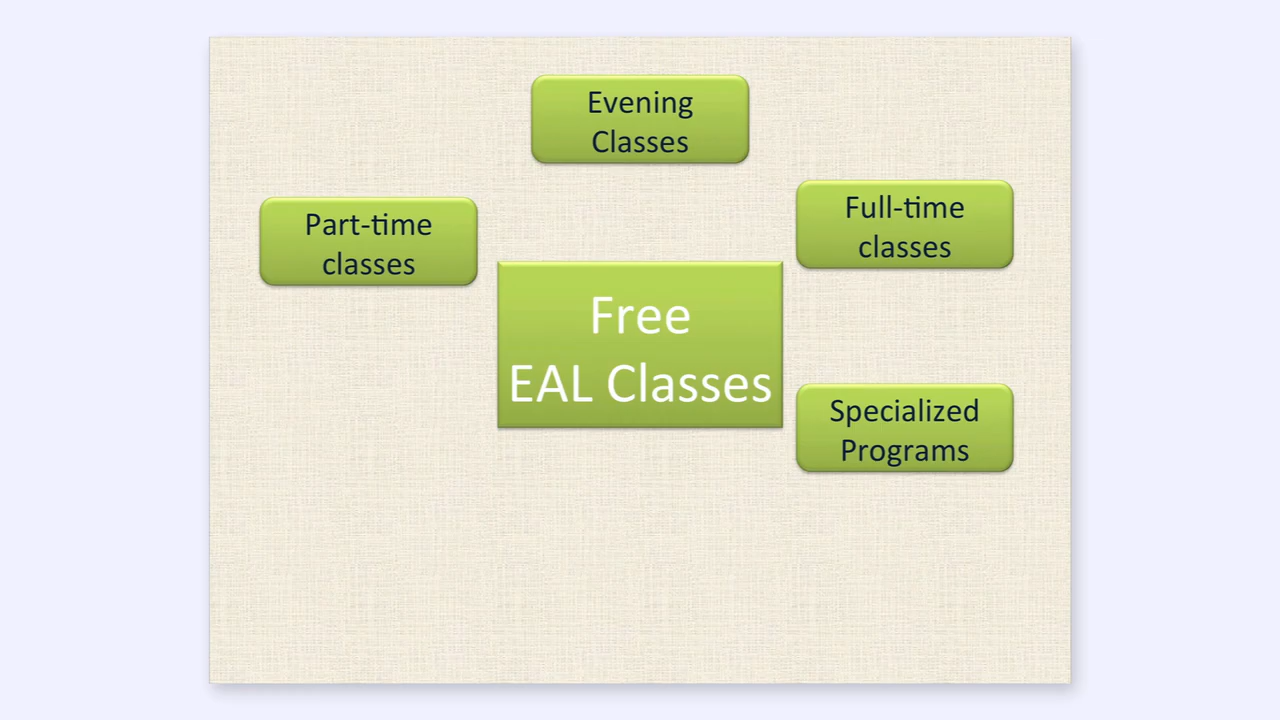 Evening
Classes
Part-time
classes
Full-time
classes
Free
EAL Classes
Specialized
Programs